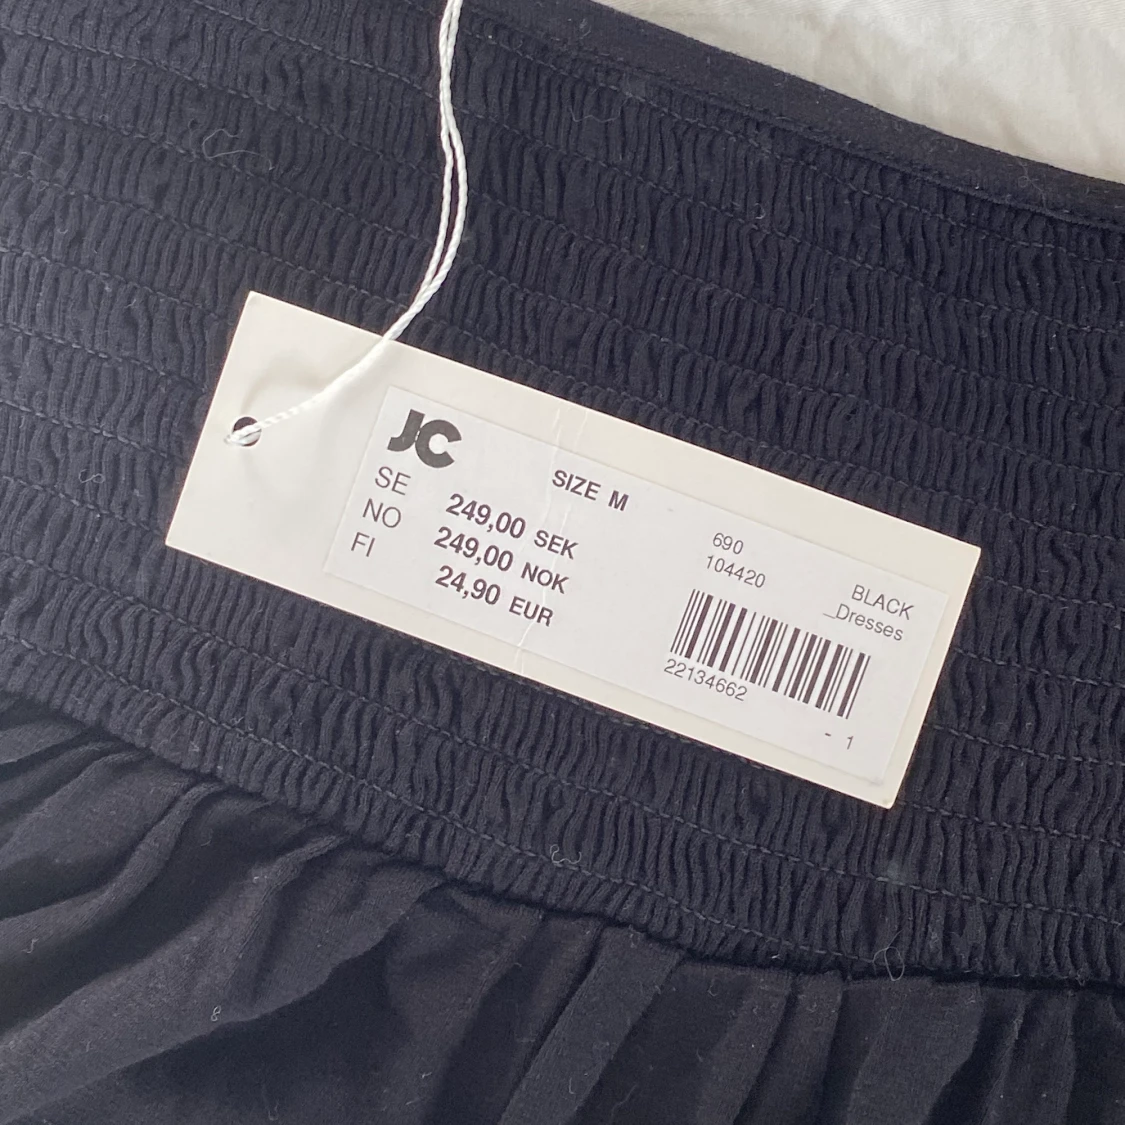 JC
SIZE M
SE 249,00 SEK
NO 249,00 NOK
FI 24,90 EUR
690
104420 BLACK
_Dresses
22134662
- 1